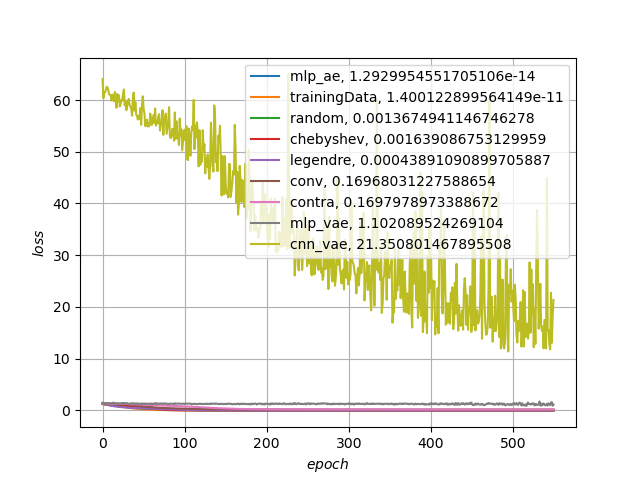 mlp_ae, 1.2929954551705106e-14
trainingData, 1.400122899564149e-11
random, 0.0013674941146746278
chebyshev, 0.001639086753129959
legendre, 0.00043891090899705887
conv, 0.16968031227588654
contra, 0.1697978973388672
mlp_vae, 1.102089524269104
cnn_vae, 21.350801467895508
60
50
40
30
20
10
0
loss
0 100 200 300 400 500
epoch